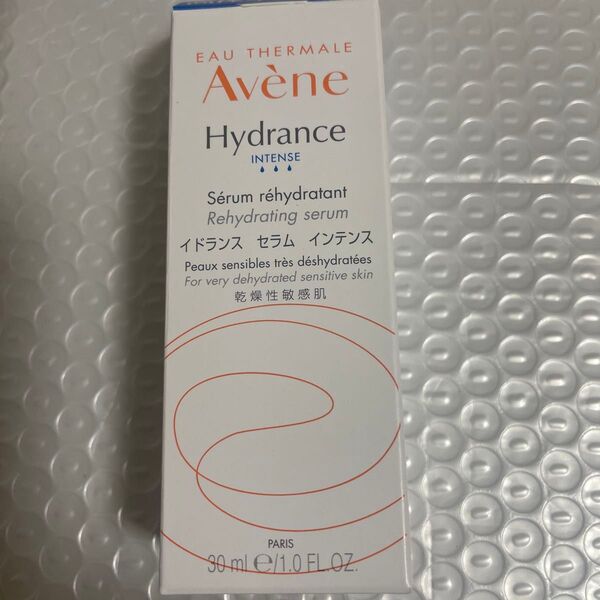 EAU THERMALE
Avène
Hydrance
INTENSE
Sérum réhydratant
Rehydrating serum
イドランス セラム インテンス
Peaux sensibles très déshydratées
For very dehydrated sensitive skin
乾燥性敏感肌
PARIS
30 ml ℮/1.0 FL.OZ.